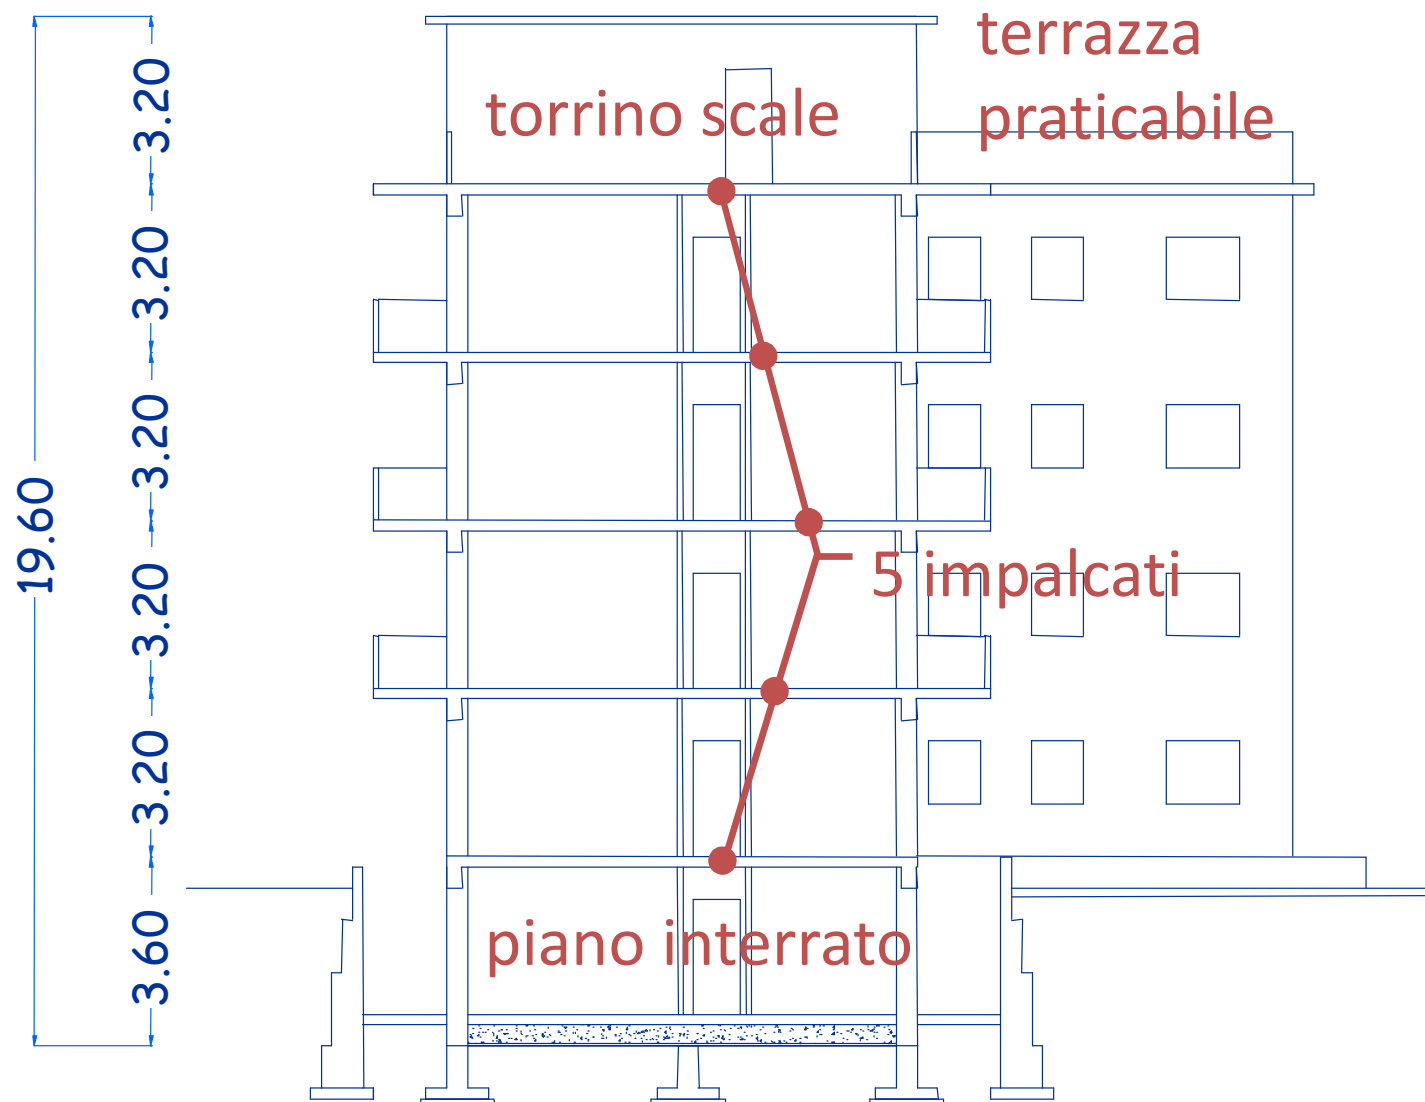 terrazza
praticabile
torrino scale
3.20
3.20
3.20
19.60
5 impalcati
3.20
3.20
piano interrato
3.60